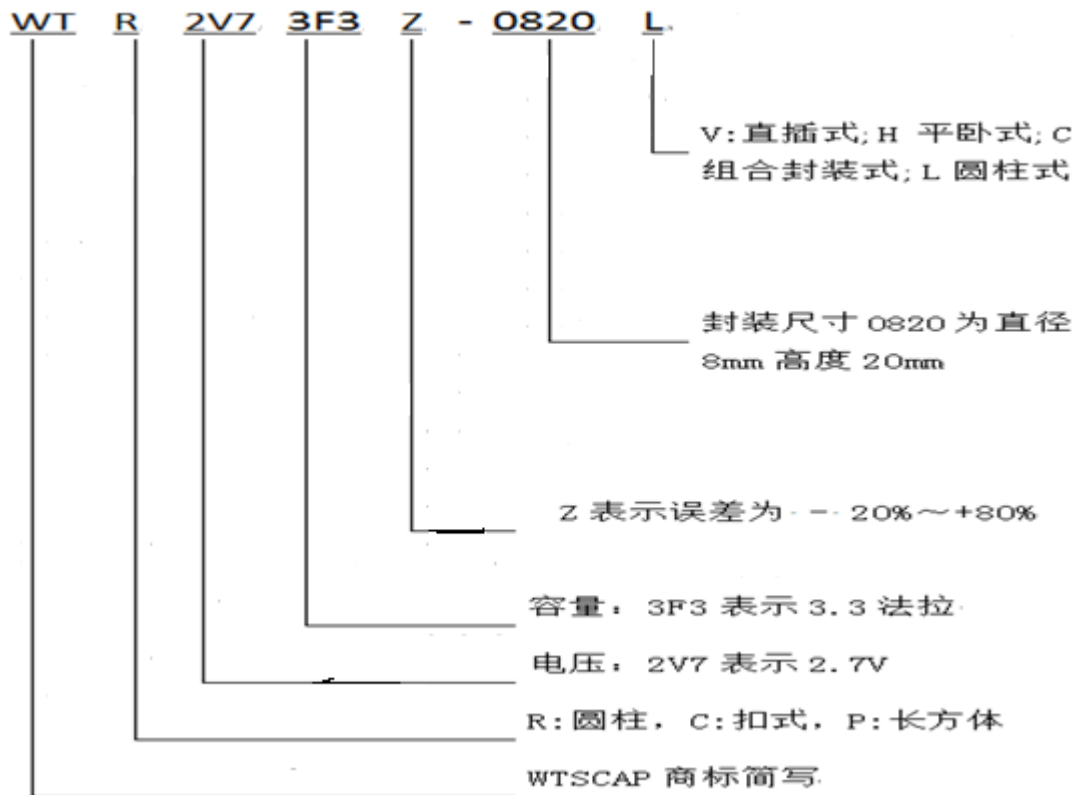 WT R 2V7 3F3 Z - 0820 L
V:直插式;H 平卧式;C
组合封装式;L 圆柱式
封装尺寸 0820 为直径
8mm 高度 20mm
Z 表示误差为 - 20%～+80%
容量：3F3 表示 3.3 法拉
电压：2V7 表示 2.7V
R:圆柱，C:扣式，P:长方体
WTSCAP 商标简写